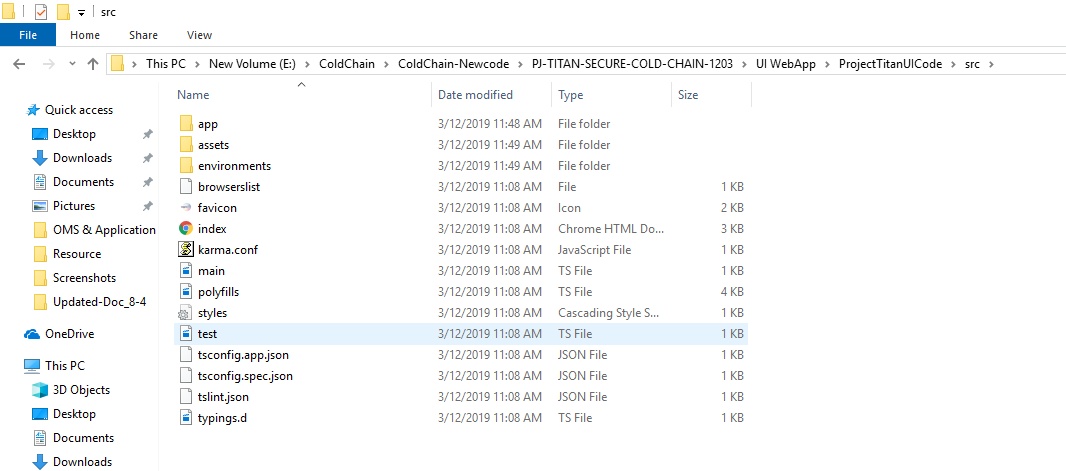 src
File Home Share View
This PC New Volume (E:) ColdChain ColdChain-Newcode PJ-TITAN-SECURE-COLD-CHAIN-1203 UI WebApp ProjectTitanUICode src
Quick access
Desktop
Downloads
Documents
Pictures
OMS & Application
Resource
Screenshots
Updated-Doc_8-4
OneDrive
This PC
3D Objects
Desktop
Documents
Downloads
Name Date modified Type Size
app 3/12/2019 11:48 AM File folder
assets 3/12/2019 11:49 AM File folder
environments 3/12/2019 11:49 AM File folder
browserslist 3/12/2019 11:08 AM File 1 KB
favicon 3/12/2019 11:08 AM Icon 2 KB
index 3/12/2019 11:08 AM Chrome HTML Do... 3 KB
karma.conf 3/12/2019 11:08 AM JavaScript File 1 KB
main 3/12/2019 11:08 AM TS File 1 KB
polyfills 3/12/2019 11:08 AM TS File 4 KB
styles 3/12/2019 11:08 AM Cascading Style S... 1 KB
test 3/12/2019 11:08 AM TS File 1 KB
tsconfig.app.json 3/12/2019 11:08 AM JSON File 1 KB
tsconfig.spec.json 3/12/2019 11:08 AM JSON File 1 KB
tslint.json 3/12/2019 11:08 AM JSON File 1 KB
typings.d 3/12/2019 11:08 AM TS File 1 KB